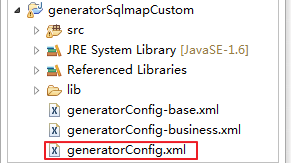 generatorSqlmapCustom
src
JRE System Library [JavaSE-1.6]
Referenced Libraries
lib
generatorConfig-base.xml
generatorConfig-business.xml
generatorConfig.xml